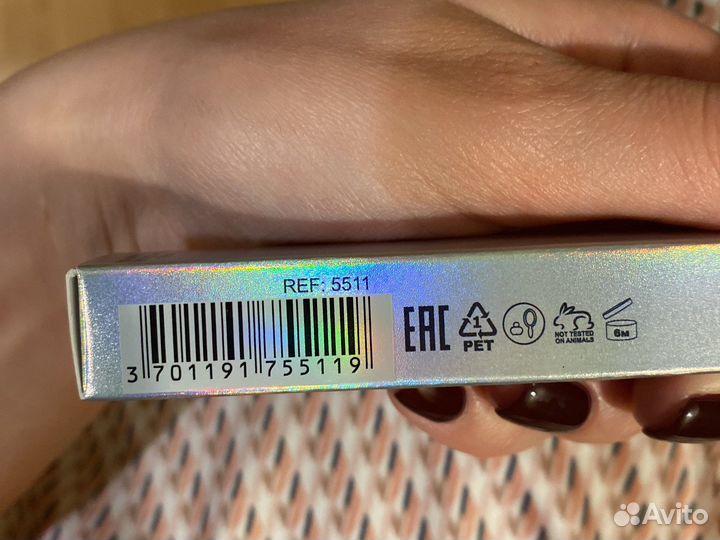 REF: 5511
3 701191 755119
EAC
1
PET
NOT TESTED
ON ANIMALS
6M
Avito